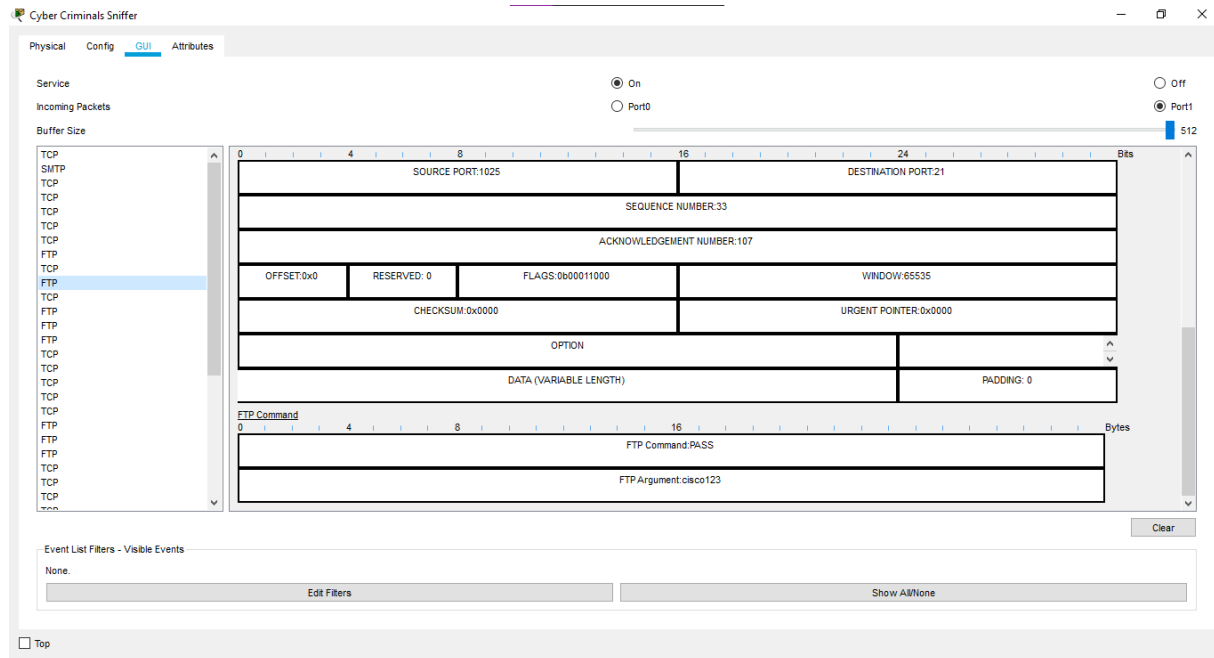 Cyber Criminals Sniffer
Physical Config GUI Attributes
Service On Off
Incoming Packets Port0 Port1
Buffer Size 512
TCP
SMTP
TCP
TCP
TCP
TCP
TCP
FTP
TCP
FTP
TCP
FTP
FTP
FTP
TCP
TCP
TCP
TCP
TCP
FTP
FTP
FTP
TCP
TCP
TCP
TCP
0 4 8 16 24 Bits
SOURCE PORT:1025 DESTINATION PORT:21
SEQUENCE NUMBER:33
ACKNOWLEDGEMENT NUMBER:107
OFFSET:0x0 RESERVED: 0 FLAGS:0b00011000 WINDOW:65535
CHECKSUM:0x0000 URGENT POINTER:0x0000
OPTION
DATA (VARIABLE LENGTH) PADDING: 0
FTP Command
0 4 8 16 Bytes
FTP Command:PASS
FTP Argument:cisco123
Clear
Event List Filters - Visible Events
None.
Edit Filters Show All/None
Top